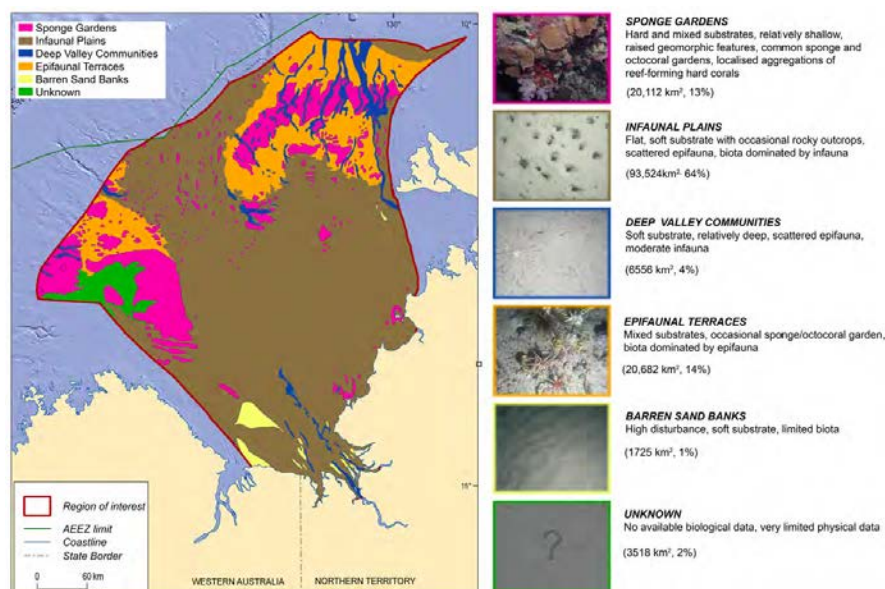 Sponge Gardens
Infaunal Plains
Deep Valley Communities
Epifaunal Terraces
Barren Sand Banks
Unknown
130°
10°
15°
Region of interest
AEEZ limit
Coastline
State Border
0 60 km
WESTERN AUSTRALIA NORTHERN TERRITORY
SPONGE GARDENS
Hard and mixed substrates, relatively shallow,
raised geomorphic features, common sponge and
octocoral gardens, localised aggregations of
reef-forming hard corals
(20,112 km², 13%)
INFAUNAL PLAINS
Flat, soft substrate with occasional rocky outcrops,
scattered epifauna, biota dominated by infauna
(93,524km², 64%)
DEEP VALLEY COMMUNITIES
Soft substrate, relatively deep, scattered epifauna,
moderate infauna
(6556 km², 4%)
EPIFAUNAL TERRACES
Mixed substrates, occasional sponge/octocoral garden,
biota dominated by epifauna
(20,682 km², 14%)
BARREN SAND BANKS
High disturbance, soft substrate, limited biota
(1725 km², 1%)
?
UNKNOWN
No available biological data, very limited physical data
(3518 km², 2%)